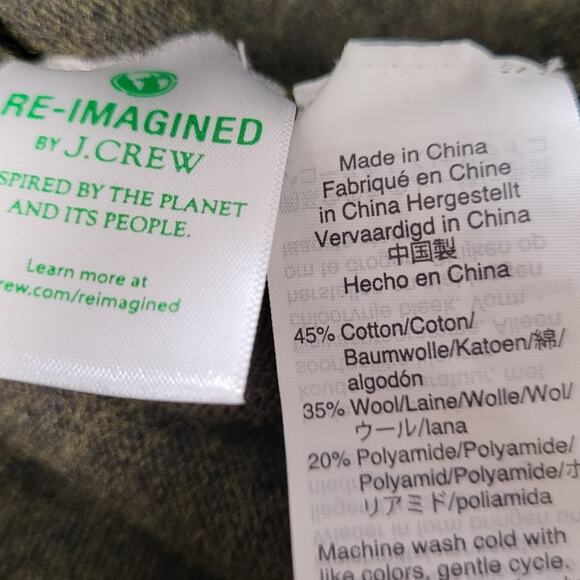 RE-IMAGINED
BY J.CREW
SPIRED BY THE PLANET
AND ITS PEOPLE.
Learn more at
rew.com/reimagined
Made in China
Fabriqué en Chine
in China Hergestellt
Vervaardigd in China
中国製
Hecho en China
45% Cotton/Coton/
Baumwolle/Katoen/綿/
algodón
35% Wool/Laine/Wolle/Wol/
ウール/lana
20% Polyamide/Polyamide/
Polyamid/Polyamide/ポ
リアミド/poliamida
Machine wash cold with
like colors, gentle cycle.